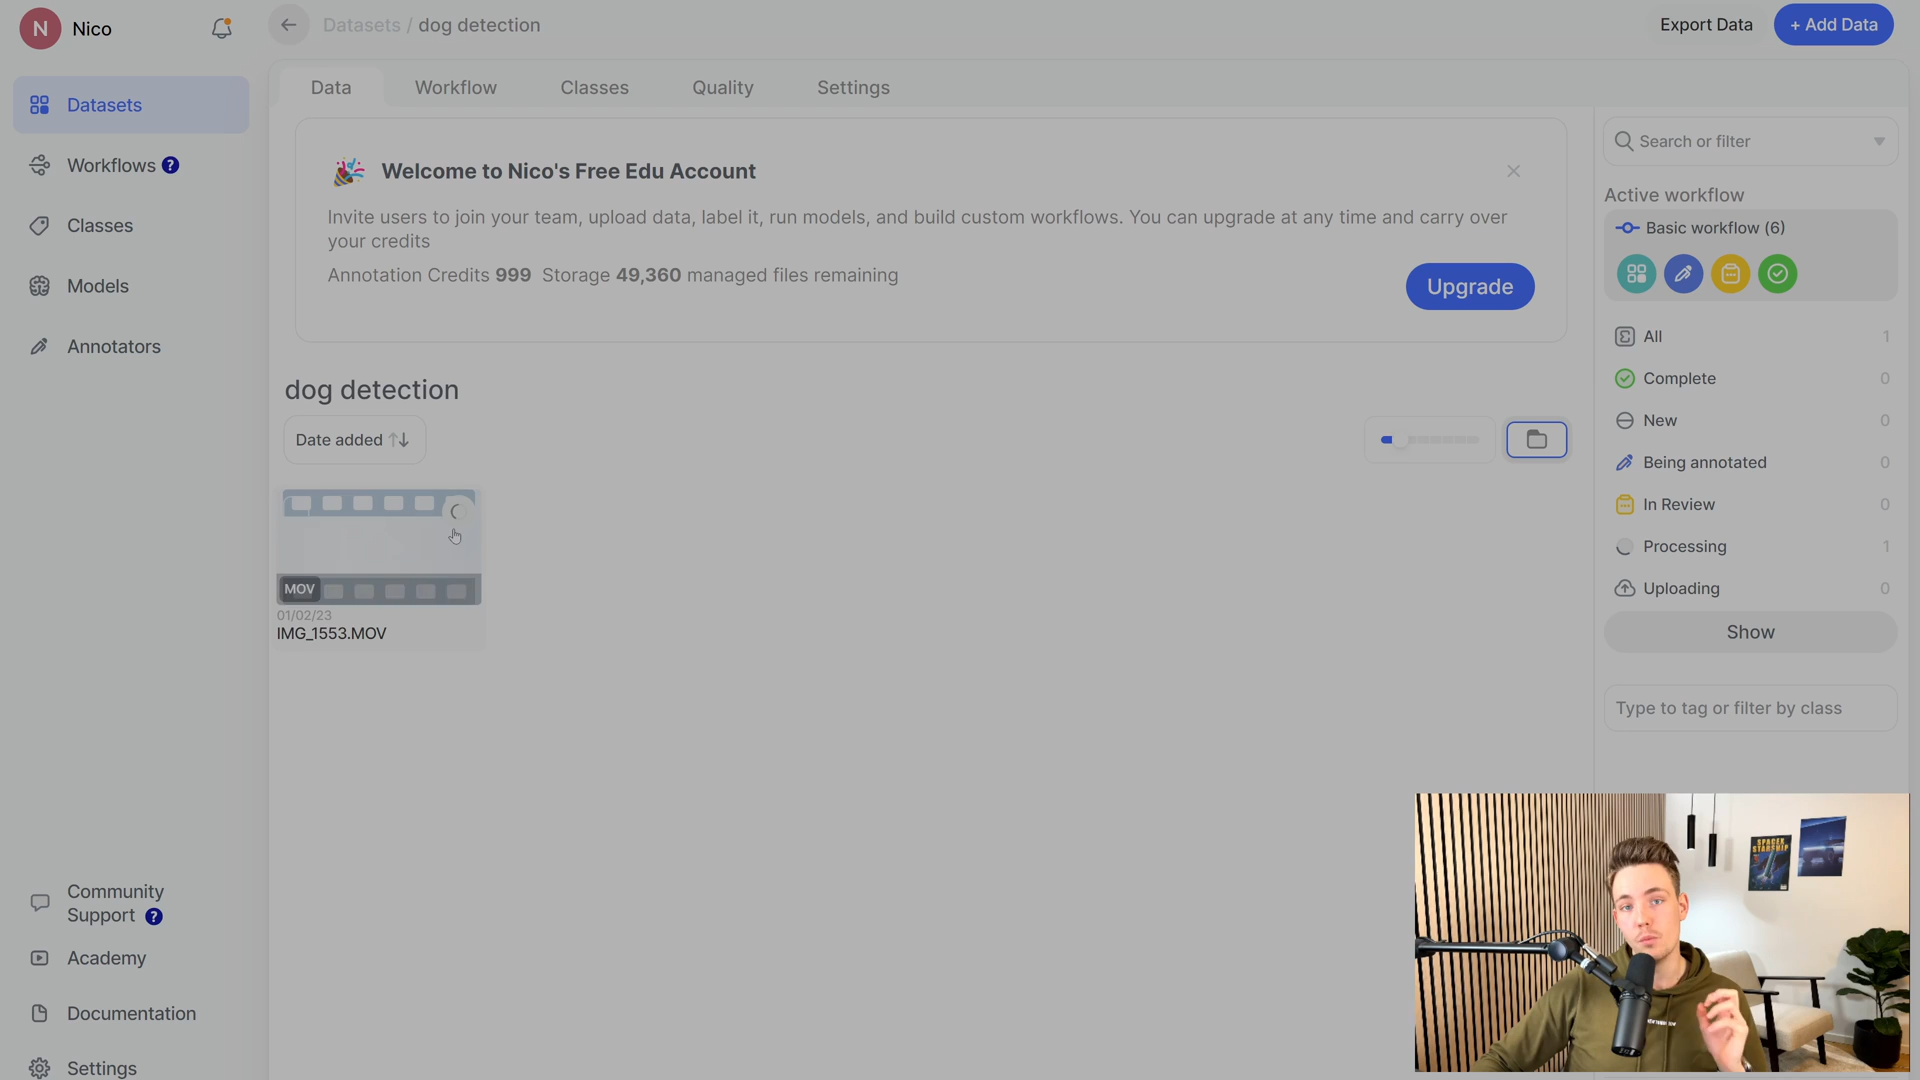 N Nico
Datasets / dog detection
Export Data
+ Add Data
Datasets
Workflows ?
Classes
Models
Annotators
Community
Support ?
Academy
Documentation
Settings
Data
Workflow
Classes
Quality
Settings
Welcome to Nico's Free Edu Account
Invite users to join your team, upload data, label it, run models, and build custom workflows. You can upgrade at any time and carry over
your credits
Annotation Credits 999 Storage 49,360 managed files remaining
Upgrade
dog detection
Date added
MOV
01/02/23
IMG_1553.MOV
Search or filter
Active workflow
Basic workflow (6)
All 1
Complete 0
New 0
Being annotated 0
In Review 0
Processing 1
Uploading 0
Show
Type to tag or filter by class
SPACEX
STARSHIP